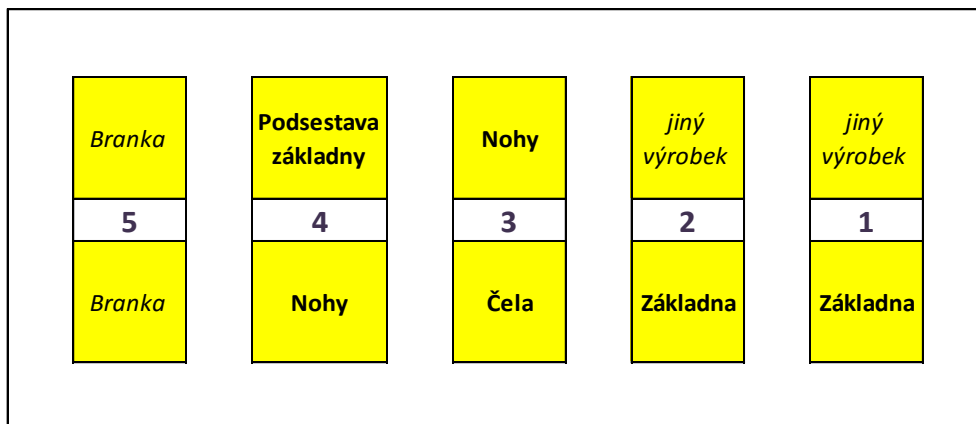 Branka
Podsestava
základny
Nohy
jiný
výrobek
jiný
výrobek
5
4
3
2
1
Branka
Nohy
Čela
Základna
Základna